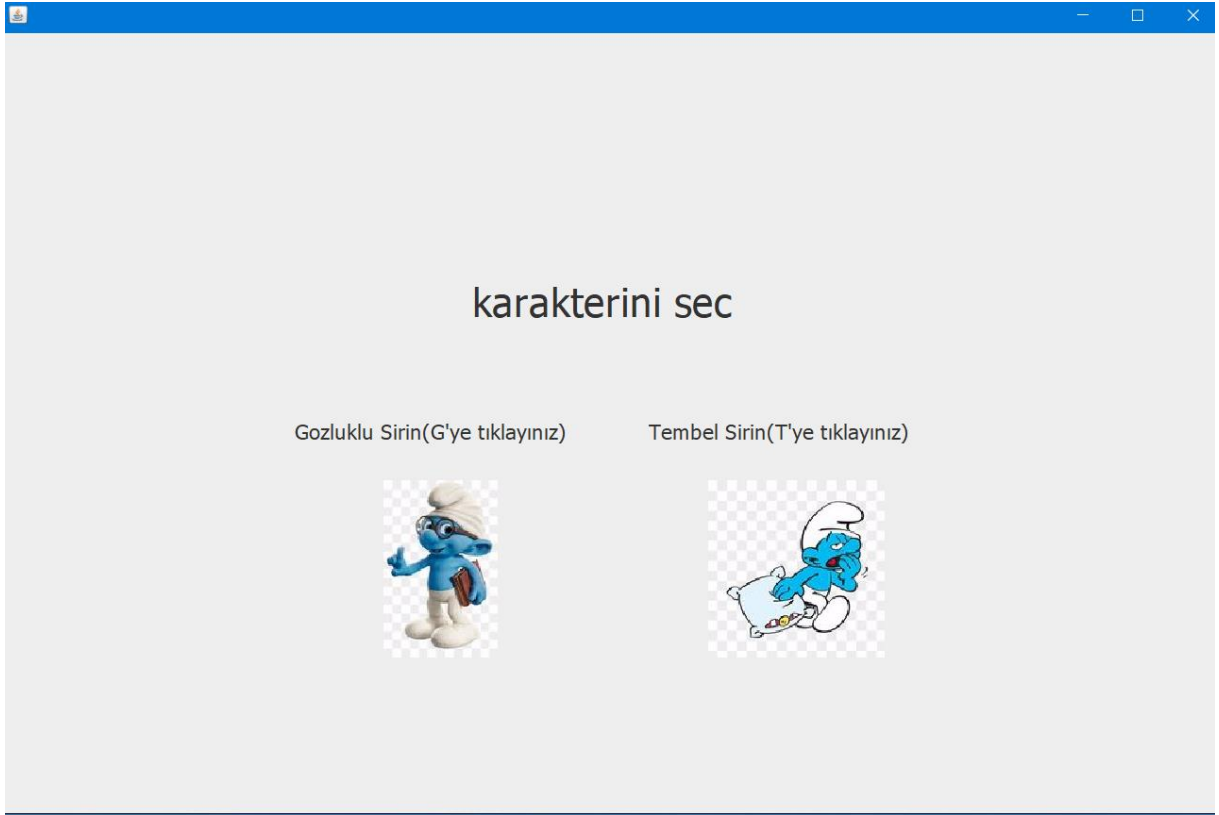 karakterini sec
Gozluklu Sirin(G'ye tıklayınız)
Tembel Sirin(T'ye tıklayınız)